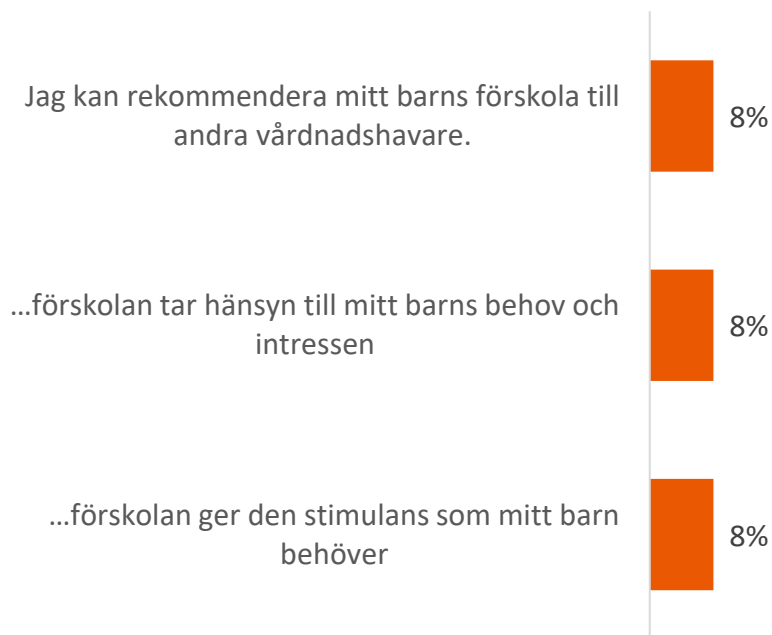 Jag kan rekommendera mitt barns förskola till
andra vårdnadshavare.
8%
...förskolan tar hänsyn till mitt barns behov och
intressen
8%
...förskolan ger den stimulans som mitt barn
behöver
8%